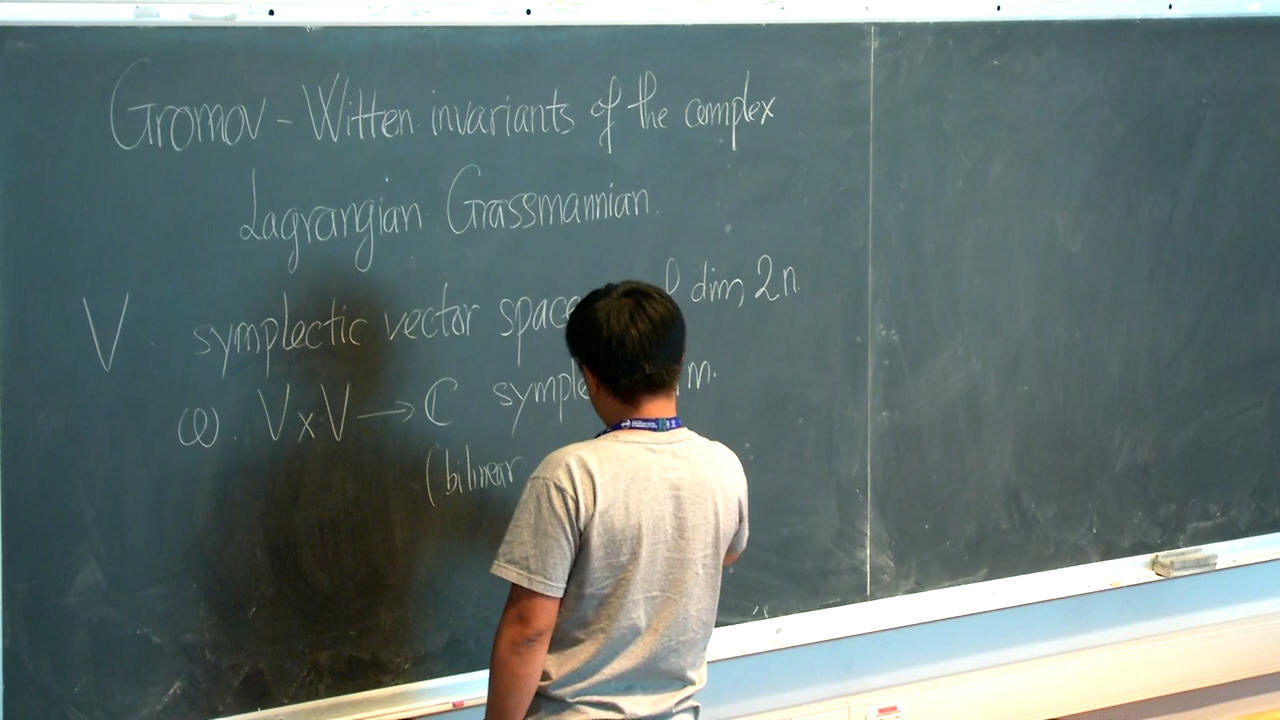 Gromov - Witten invariants of the complex
Lagrangian Grassmannian.
V symplectic vector space dim 2n
ω. V×V → ℂ symple m.
(bilinear